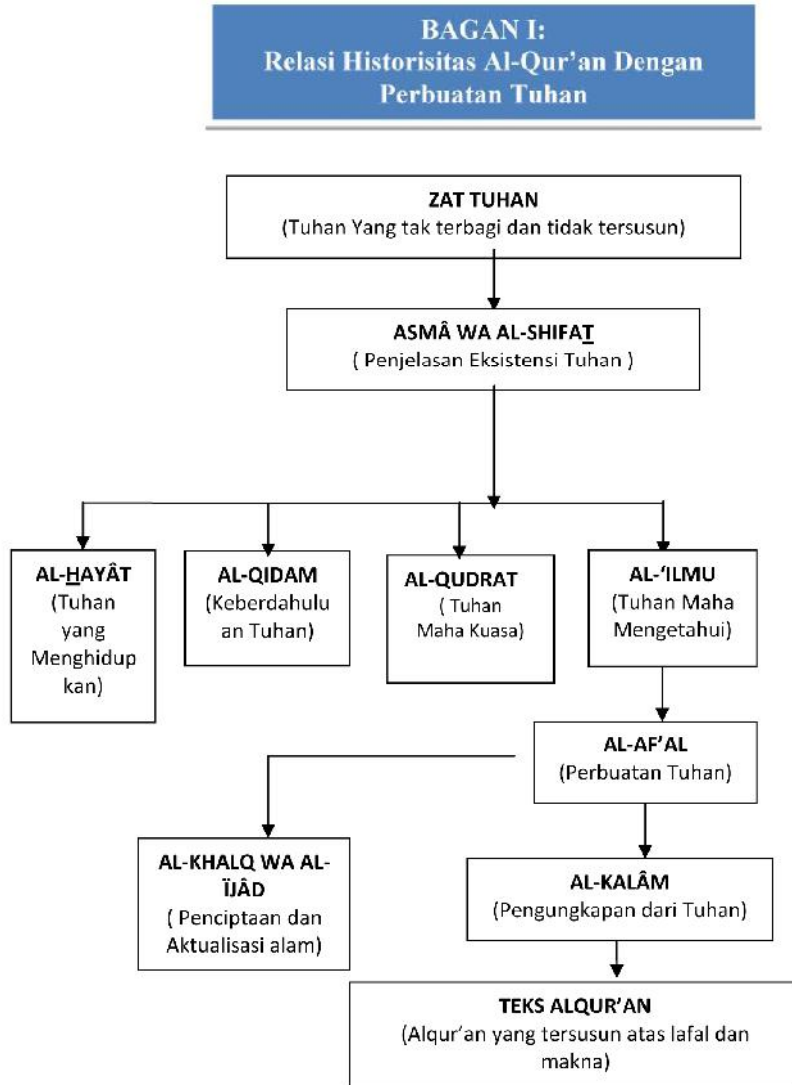 BAGAN I:
Relasi Historisitas Al-Qur’an Dengan
Perbuatan Tuhan
ZAT TUHAN
(Tuhan Yang tak terbagi dan tidak tersusun)
ASMÂ WA AL-SHIFAṮ
( Penjelasan Eksistensi Tuhan )
AL-H̲AYÂT
(Tuhan
yang
Menghidup
kan)
AL-QIDAM
(Keberdahulu
an Tuhan)
AL-QUDRAT
( Tuhan
Maha Kuasa)
AL-‘ILMU
(Tuhan Maha
Mengetahui)
AL-AF’AL
(Perbuatan Tuhan)
AL-KHALQ WA AL-
ÏJÂD
( Penciptaan dan
Aktualisasi alam)
AL-KALÂM
(Pengungkapan dari Tuhan)
TEKS ALQUR’AN
(Alqur’an yang tersusun atas lafal dan
makna)